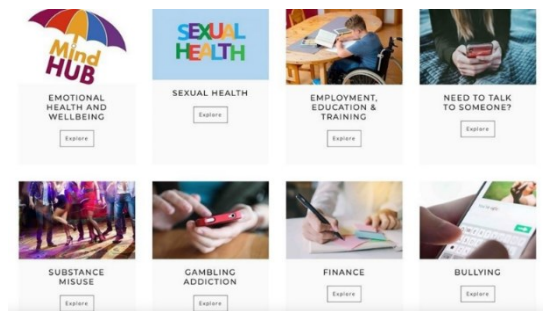 Mind
HUB
SEXUAL
HEALTH
EMOTIONAL
HEALTH AND
WELLBEING
Explore
SEXUAL HEALTH
Explore
EMPLOYMENT,
EDUCATION &
TRAINING
Explore
NEED TO TALK
TO SOMEONE?
Explore
SUBSTANCE
MISUSE
Explore
GAMBLING
ADDICTION
Explore
FINANCE
Explore
BULLYING
Explore